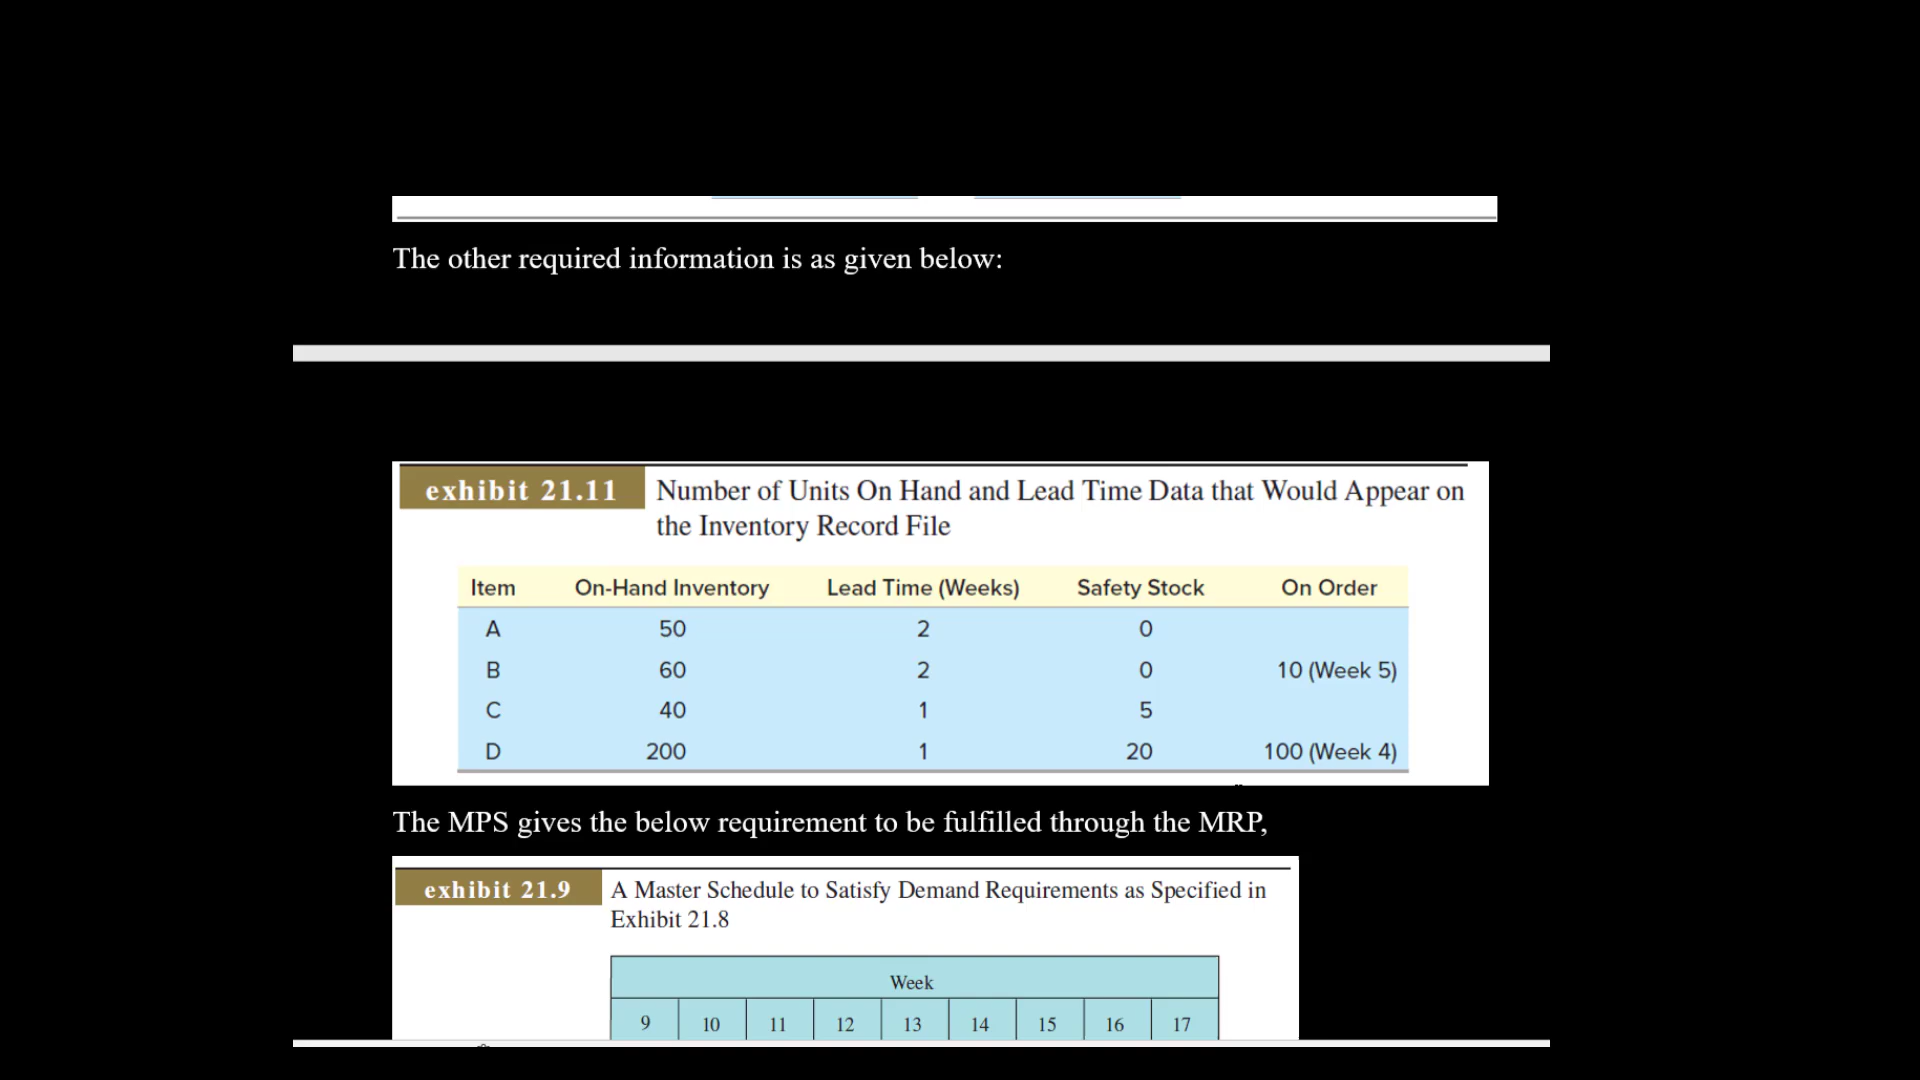 The other required information is as given below:
exhibit 21.11 Number of Units On Hand and Lead Time Data that Would Appear on
the Inventory Record File
Item On-Hand Inventory Lead Time (Weeks) Safety Stock On Order
A 50 2 0
B 60 2 0 10 (Week 5)
C 40 1 5
D 200 1 20 100 (Week 4)
The MPS gives the below requirement to be fulfilled through the MRP,
exhibit 21.9 A Master Schedule to Satisfy Demand Requirements as Specified in
Exhibit 21.8
Week
9 10 11 12 13 14 15 16 17